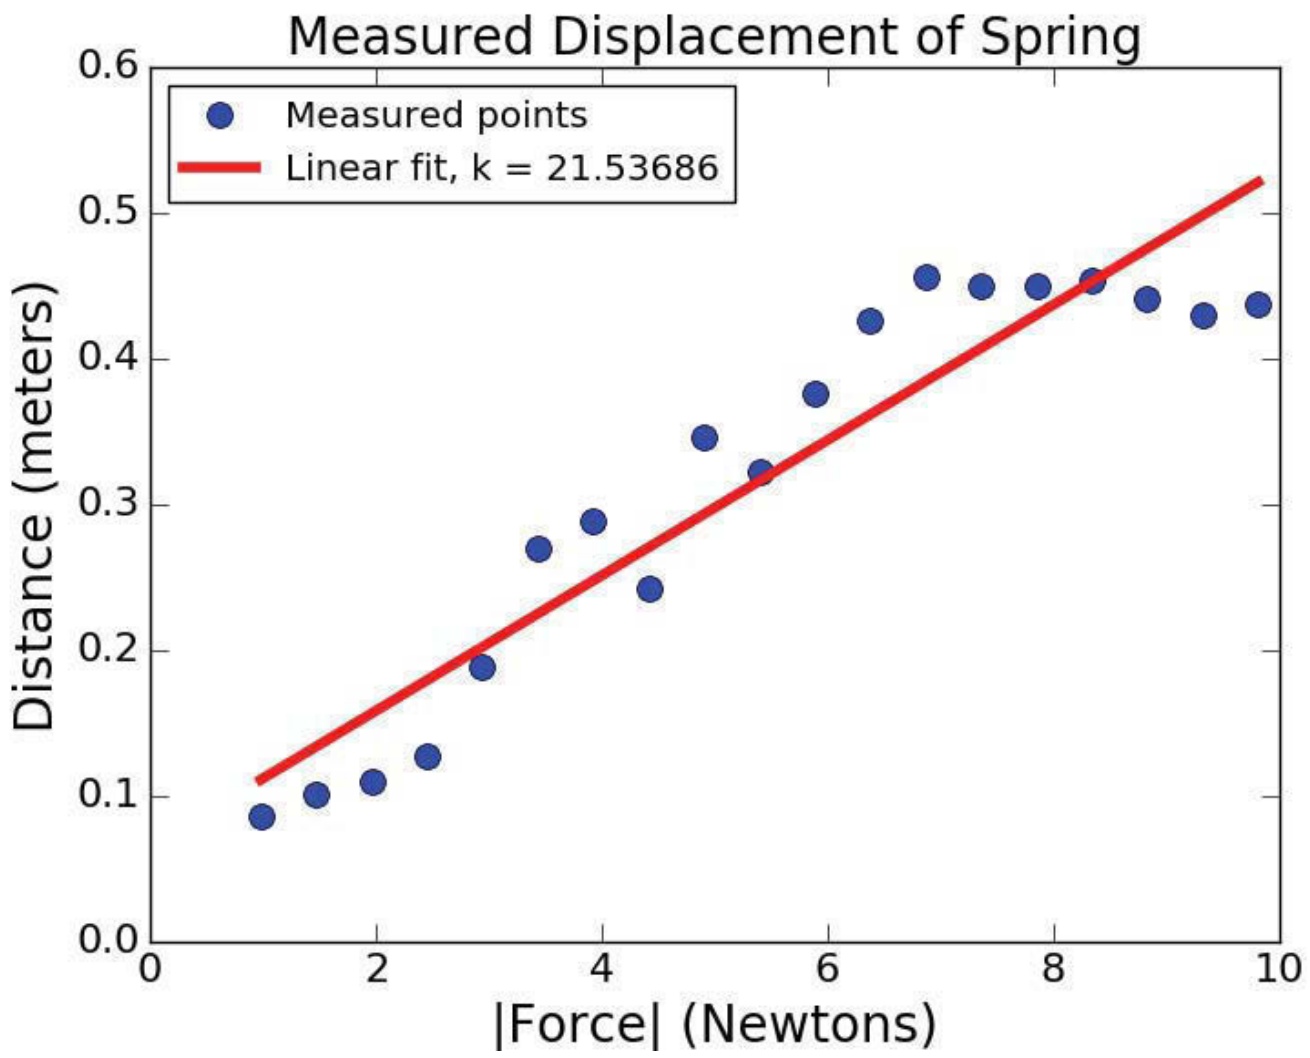 Measured Displacement of Spring
Measured points
Linear fit, k = 21.53686
Distance (meters)
0.6
0.5
0.4
0.3
0.2
0.1
0.0
0 2 4 6 8 10
|Force| (Newtons)